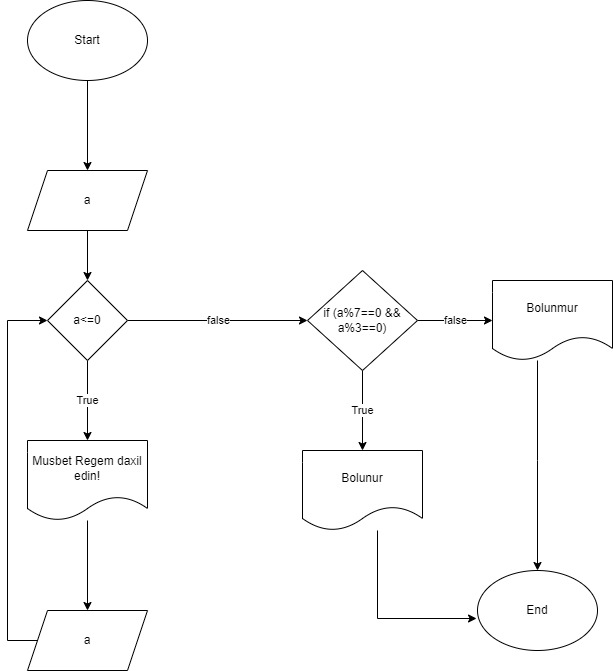 Start
a
a<=0
false
if (a%7==0 &&
a%3==0)
false
Bolunmur
True
True
Musbet Regem daxil
edin!
Bolunur
a
End